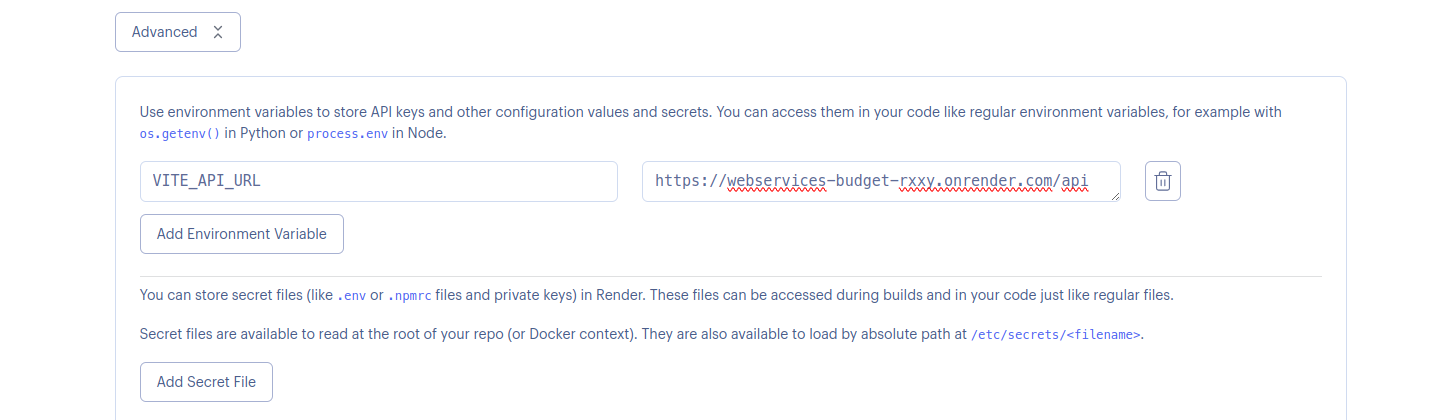 Advanced
Use environment variables to store API keys and other configuration values and secrets. You can access them in your code like regular environment variables, for example with
os.getenv() in Python or process.env in Node.
VITE_API_URL
https://webservices-budget-rxxy.onrender.com/api
Add Environment Variable
You can store secret files (like .env or .npmrc files and private keys) in Render. These files can be accessed during builds and in your code just like regular files.
Secret files are available to read at the root of your repo (or Docker context). They are also available to load by absolute path at /etc/secrets/<filename>.
Add Secret File